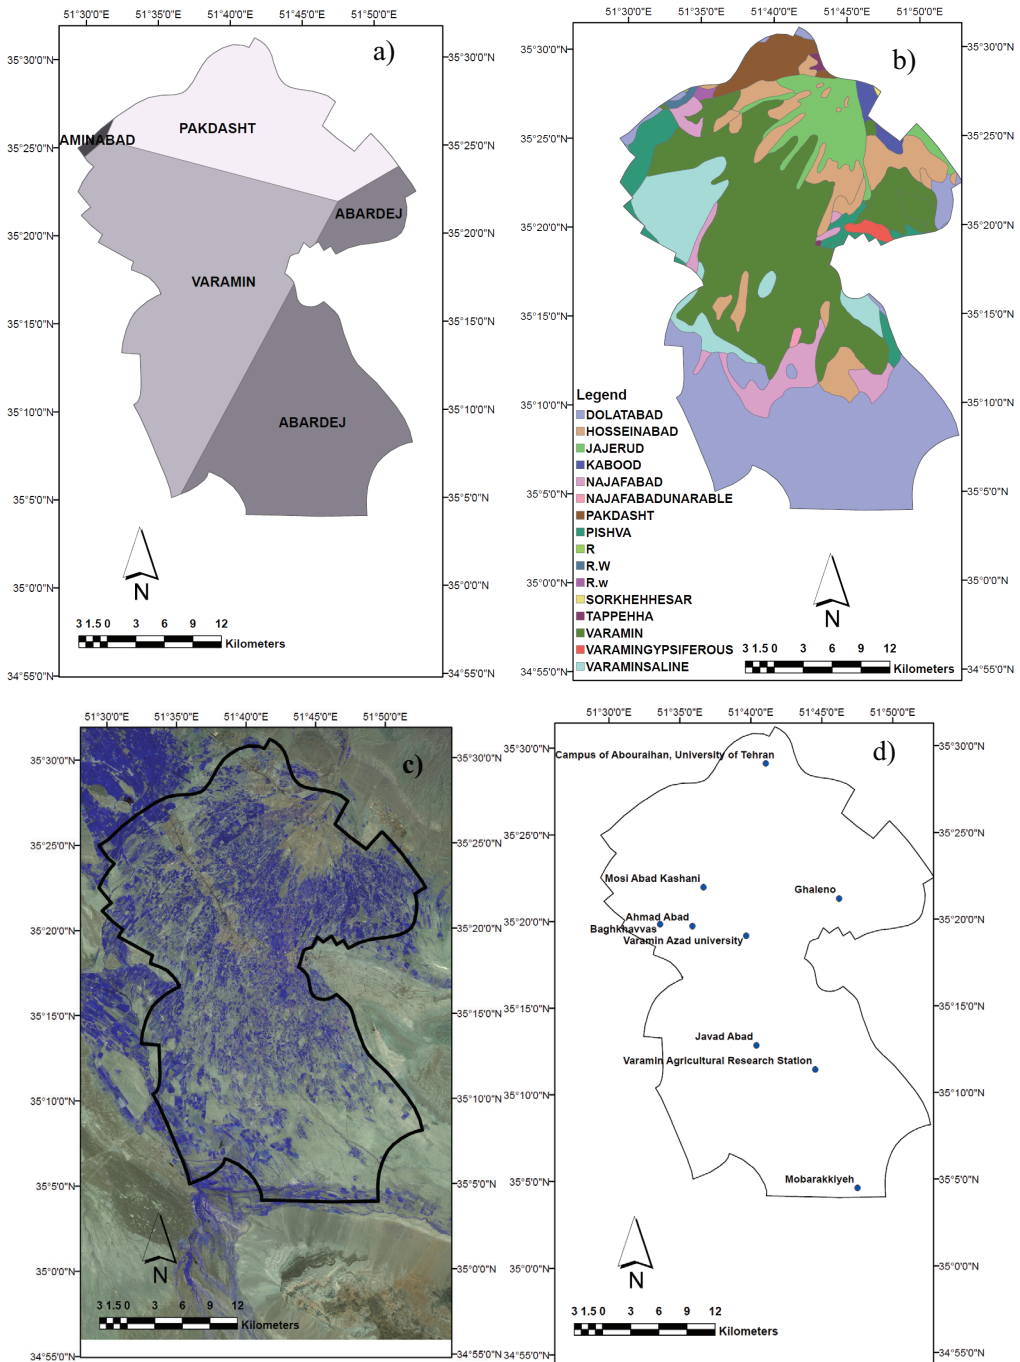 51°30'0"E 51°35'0"E 51°40'0"E 51°45'0"E 51°50'0"E
a)
35°30'0"N 35°30'0"N
PAKDASHT
AMINABAD
35°25'0"N 35°25'0"N
ABARDEJ
35°20'0"N 35°20'0"N
VARAMIN
35°15'0"N 35°15'0"N
ABARDEJ
35°10'0"N 35°10'0"N
35°5'0"N 35°5'0"N
35°0'0"N 35°0'0"N
N
3 1.5 0 3 6 9 12
Kilometers
34°55'0"N 34°55'0"N
51°30'0"E 51°35'0"E 51°40'0"E 51°45'0"E 51°50'0"E
b)
35°30'0"N 35°30'0"N
35°25'0"N 35°25'0"N
35°20'0"N 35°20'0"N
35°15'0"N 35°15'0"N
35°10'0"N 35°10'0"N
Legend
DOLATABAD
HOSSEINABAD
JAJERUD
KABOOD
NAJAFABAD
NAJAFABADUNARABLE
PAKDASHT
PISHVA
R
R.W
R.w
SORKHEHHESAR
TAPPEHHA
VARAMIN
VARAMINGYPSIFEROUS
VARAMINSALINE
35°5'0"N 35°5'0"N
35°0'0"N 35°0'0"N
N
3 1.5 0 3 6 9 12
Kilometers
34°55'0"N 34°55'0"N
51°30'0"E 51°35'0"E 51°40'0"E 51°45'0"E 51°50'0"E
c)
35°30'0"N 35°30'0"N
35°25'0"N 35°25'0"N
35°20'0"N 35°20'0"N
35°15'0"N 35°15'0"N
35°10'0"N 35°10'0"N
35°5'0"N 35°5'0"N
35°0'0"N 35°0'0"N
N
3 1.5 0 3 6 9 12
Kilometers
34°55'0"N 34°55'0"N
51°30'0"E 51°35'0"E 51°40'0"E 51°45'0"E 51°50'0"E
d)
35°30'0"N 35°30'0"N
Campus of Abouraihan, University of Tehran
35°25'0"N 35°25'0"N
Mosi Abad Kashani
Ghaleno
Ahmad Abad
Baghkhavvas
35°20'0"N 35°20'0"N
Varamin Azad university
35°15'0"N 35°15'0"N
Javad Abad
Varamin Agricultural Research Station
35°10'0"N 35°10'0"N
Mobarakkiyeh
35°5'0"N 35°5'0"N
35°0'0"N 35°0'0"N
N
3 1.5 0 3 6 9 12
Kilometers
34°55'0"N 34°55'0"N